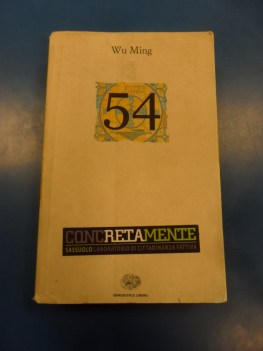 Wu Ming
54
CONCRETAMENTE
SASSUOLO LABORATORIO DI CITTADINANZA ATTIVA